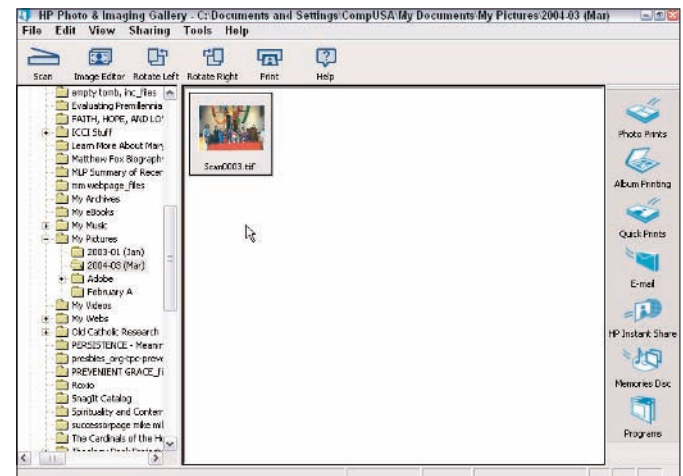 HP Photo & Imaging Gallery - C:\Documents and Settings\CompUSA\My Documents\My Pictures\2004-03 (Mar)
File Edit View Sharing Tools Help
Scan Image Editor Rotate Left Rotate Right Print Help
empty tomb, inc_files
Evaluating Premillennia
FAITH, HOPE, AND LO
ICCI Stuff
Learn More About Mary
Matthew Fox Biograph
MLP Summary of Recen
mm webpage_files
My Archives
My eBooks
My Music
My Pictures
2003-01 (Jan)
2004-03 (Mar)
Adobe
February A
My Videos
My Webs
Old Catholic Research
PERSISTENCE - Meanin
presbies_org-tpc-preve
PREVENIENT GRACE_fi
Roxio
SnagIt Catalog
Spirituality and Contem
successorpage mike mil
The Cardinals of the H
Scan0003.tif
Photo Prints
Album Printing
Quick Prints
E-mail
HP Instant Share
Memories Disc
Programs